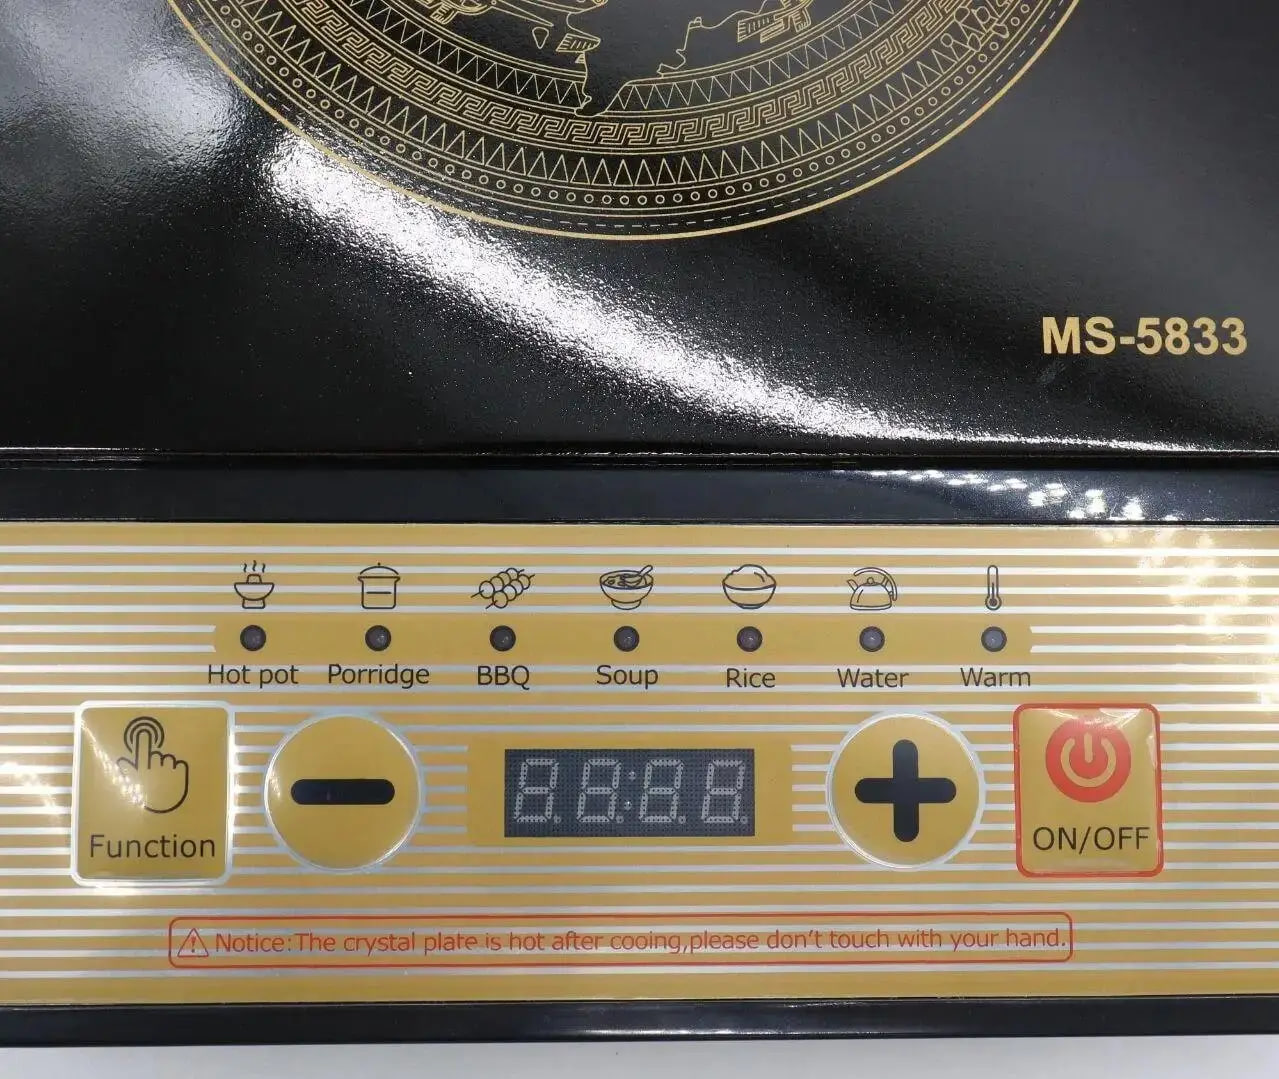 MS-5833
Hot pot Porridge BBQ Soup Rice Water Warm
Function
ON/OFF
Notice:The crystal plate is hot after cooing,please don't touch with your hand.